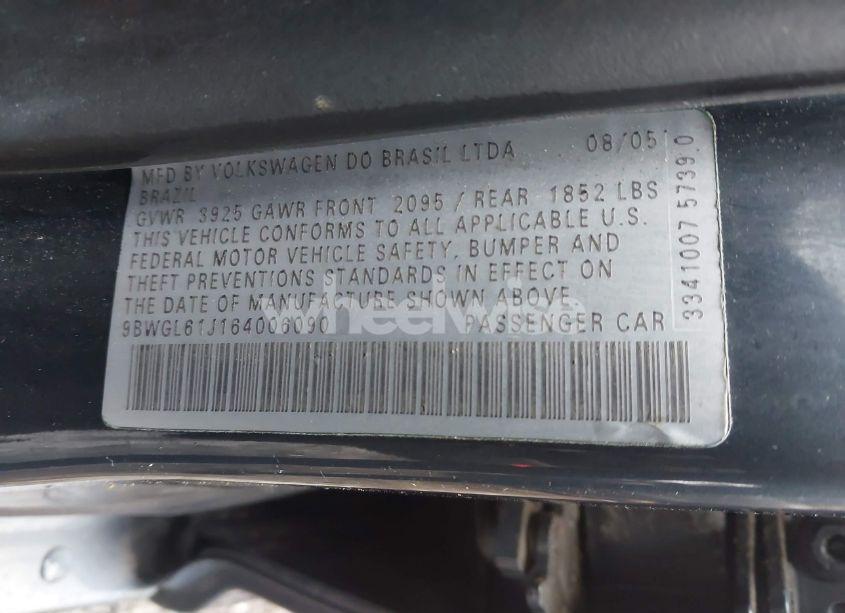 MFD BY VOLKSWAGEN DO BRASIL LTDA 08/05
BRAZIL
GVWR 3925 GAWR FRONT 2095 / REAR 1852 LBS
THIS VEHICLE CONFORMS TO ALL APPLICABLE U.S.
FEDERAL MOTOR VEHICLE SAFETY, BUMPER AND
THEFT PREVENTIONS STANDARDS IN EFFECT ON
THE DATE OF MANUFACTURE SHOWN ABOVE.
9BWGL61J164006090 PASSENGER CAR
3341007 5739.0
wheelwise